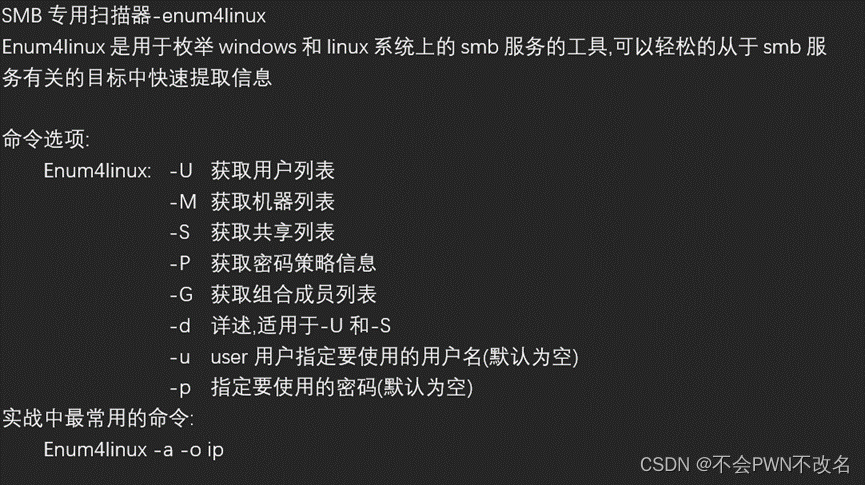 SMB 专用扫描器-enum4linux
Enum4linux 是用于枚举 windows 和 linux 系统上的 smb 服务的工具,可以轻松的从于 smb 服
务有关的目标中快速提取信息
命令选项:
Enum4linux: -U 获取用户列表
-M 获取机器列表
-S 获取共享列表
-P 获取密码策略信息
-G 获取组合成员列表
-d 详述,适用于-U 和-S
-u user 用户指定要使用的用户名(默认为空)
-p 指定要使用的密码(默认为空)
实战中最常用的命令:
Enum4linux -a -o ip
CSDN @不会PWN不改名